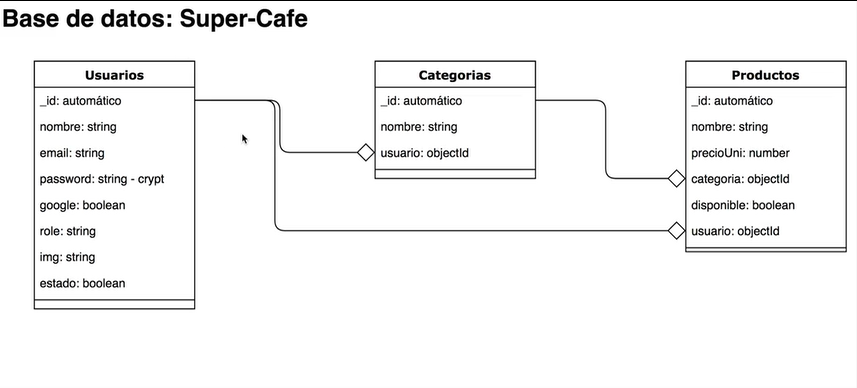 Base de datos: Super-Cafe
Usuarios
_id: automático
nombre: string
email: string
password: string - crypt
google: boolean
role: string
img: string
estado: boolean
Categorias
_id: automático
nombre: string
usuario: objectId
Productos
_id: automático
nombre: string
precioUni: number
categoria: objectId
disponible: boolean
usuario: objectId